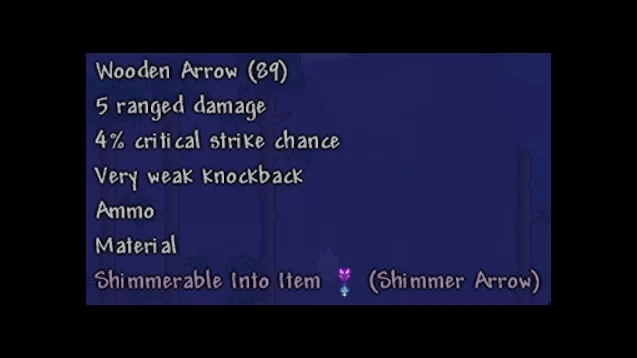 Wooden Arrow (89)
5 ranged damage
4% critical strike chance
Very weak knockback
Ammo
Material
Shimmerable Into Item (Shimmer Arrow)